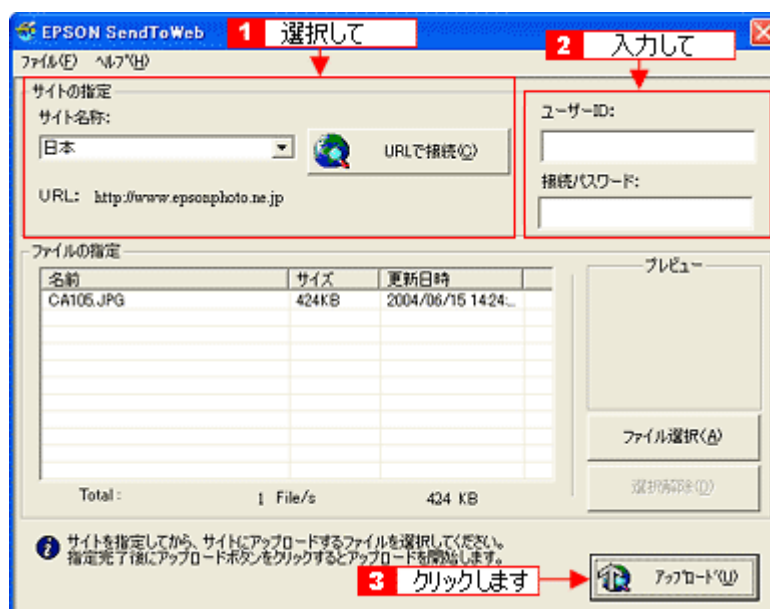 EPSON SendToWeb
1 選択して
2 入力して
ファイル(F) ヘルプ(H)
サイトの指定
サイト名称:
日本
URLで接続(C)
URL: http://www.epsonphoto.ne.jp
ユーザーID:
接続パスワード:
ファイルの指定
名前 サイズ 更新日時
CA105.JPG 424KB 2004/06/15 14:24:...
プレビュー
ファイル選択(A)
選択解除(D)
Total : 1 File/s 424 KB
サイトを指定してから、サイトにアップロードするファイルを選択してください。
指定完了後にアップロードボタンをクリックするとアップロードを開始します。
3 クリックします
アップロード(U)